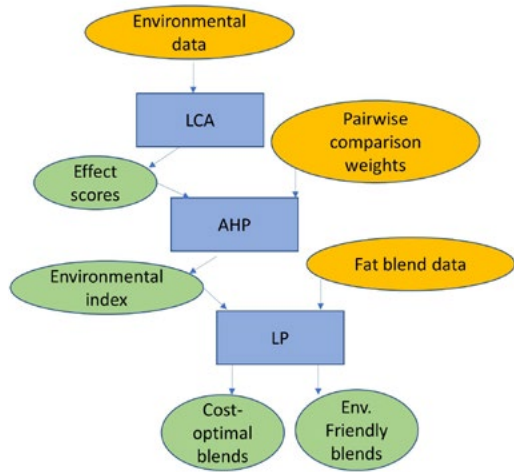 Environmental
data
LCA
Pairwise
comparison
weights
Effect
scores
AHP
Environmental
index
Fat blend data
LP
Cost-
optimal
blends
Env.
Friendly
blends